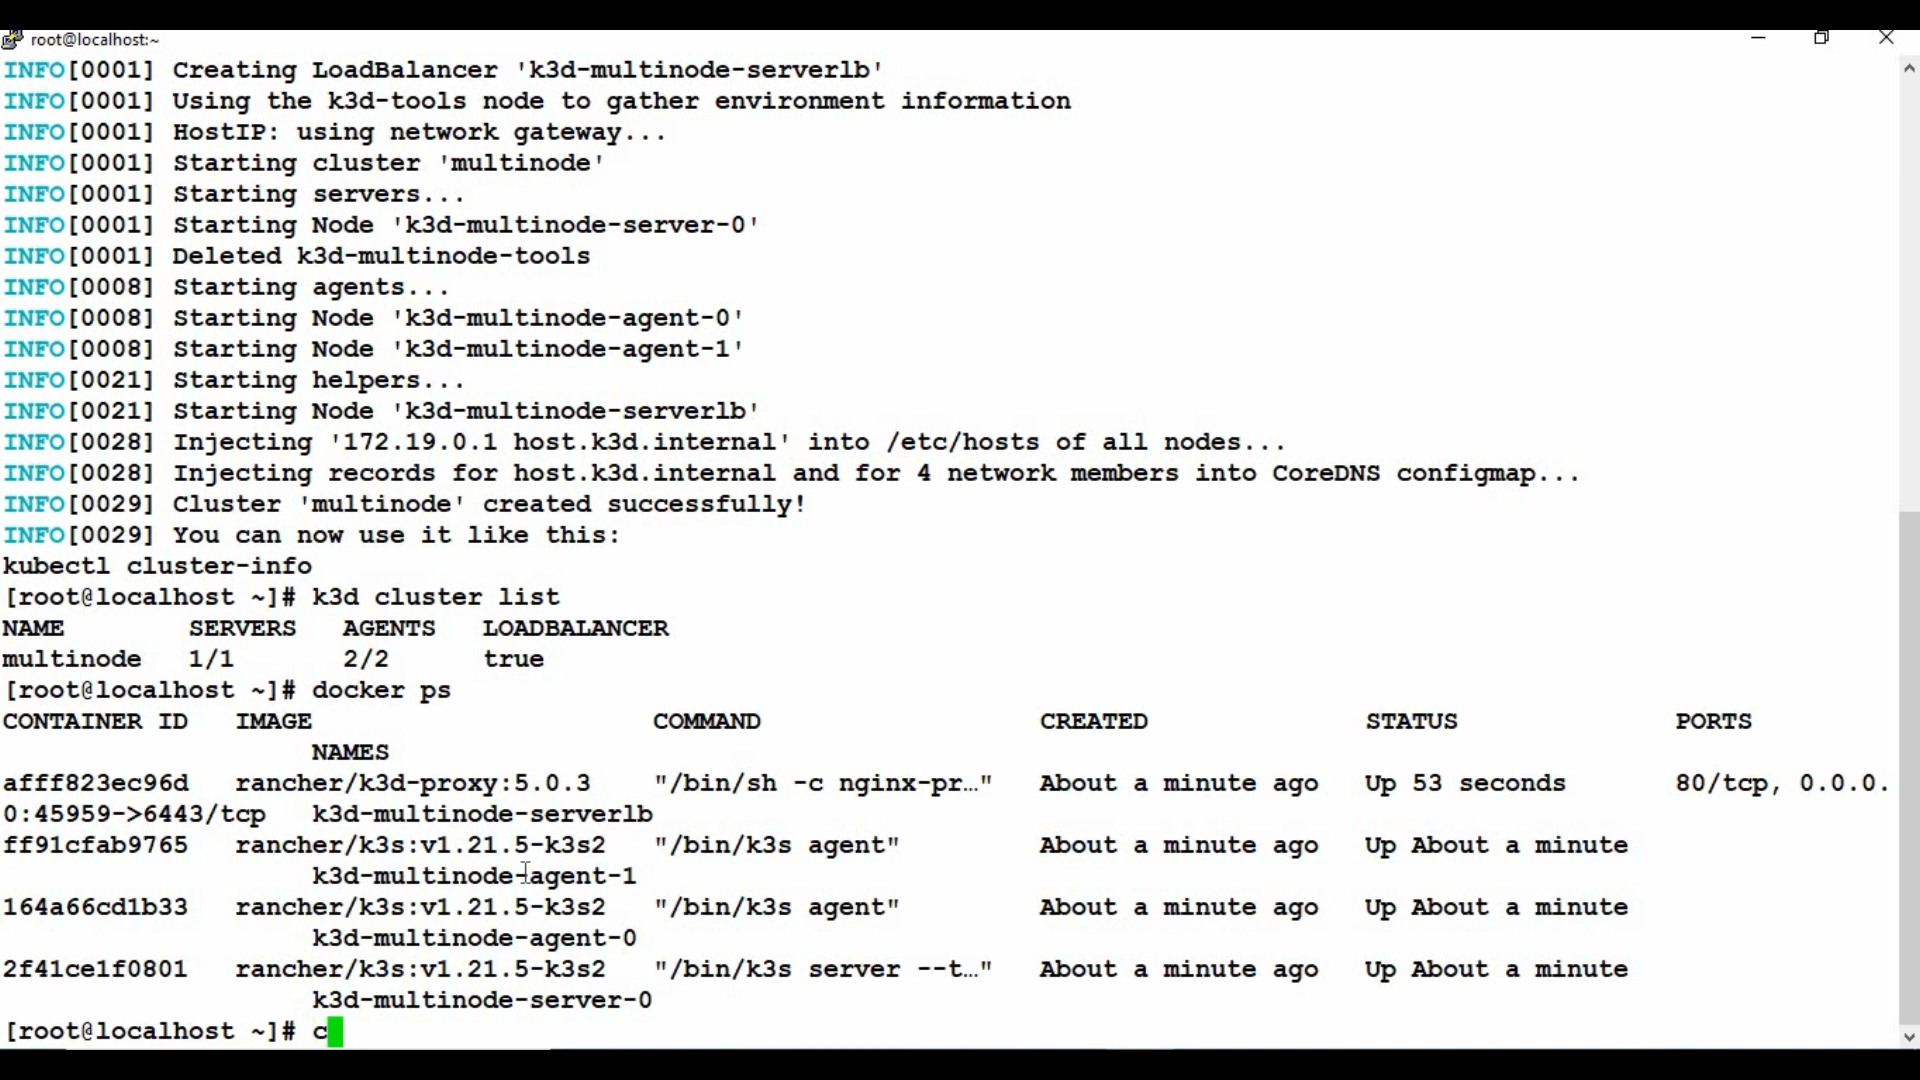 root@localhost:~
INFO[0001] Creating LoadBalancer 'k3d-multinode-serverlb'
INFO[0001] Using the k3d-tools node to gather environment information
INFO[0001] HostIP: using network gateway...
INFO[0001] Starting cluster 'multinode'
INFO[0001] Starting servers...
INFO[0001] Starting Node 'k3d-multinode-server-0'
INFO[0001] Deleted k3d-multinode-tools
INFO[0008] Starting agents...
INFO[0008] Starting Node 'k3d-multinode-agent-0'
INFO[0008] Starting Node 'k3d-multinode-agent-1'
INFO[0021] Starting helpers...
INFO[0021] Starting Node 'k3d-multinode-serverlb'
INFO[0028] Injecting '172.19.0.1 host.k3d.internal' into /etc/hosts of all nodes...
INFO[0028] Injecting records for host.k3d.internal and for 4 network members into CoreDNS configmap...
INFO[0029] Cluster 'multinode' created successfully!
INFO[0029] You can now use it like this:
kubectl cluster-info
[root@localhost ~]# k3d cluster list
NAME        SERVERS   AGENTS   LOADBALANCER
multinode   1/1       2/2      true
[root@localhost ~]# docker ps
CONTAINER ID   IMAGE                      COMMAND                  CREATED              STATUS              PORTS
                    NAMES
afff823ec96d   rancher/k3d-proxy:5.0.3    "/bin/sh -c nginx-pr…"   About a minute ago   Up 53 seconds       80/tcp, 0.0.0.
0:45959->6443/tcp   k3d-multinode-serverlb
ff91cfab9765   rancher/k3s:v1.21.5-k3s2   "/bin/k3s agent"         About a minute ago   Up About a minute
                    k3d-multinode-agent-1
164a66cd1b33   rancher/k3s:v1.21.5-k3s2   "/bin/k3s agent"         About a minute ago   Up About a minute
                    k3d-multinode-agent-0
2f41ce1f0801   rancher/k3s:v1.21.5-k3s2   "/bin/k3s server --t…"   About a minute ago   Up About a minute
                    k3d-multinode-server-0
[root@localhost ~]# c